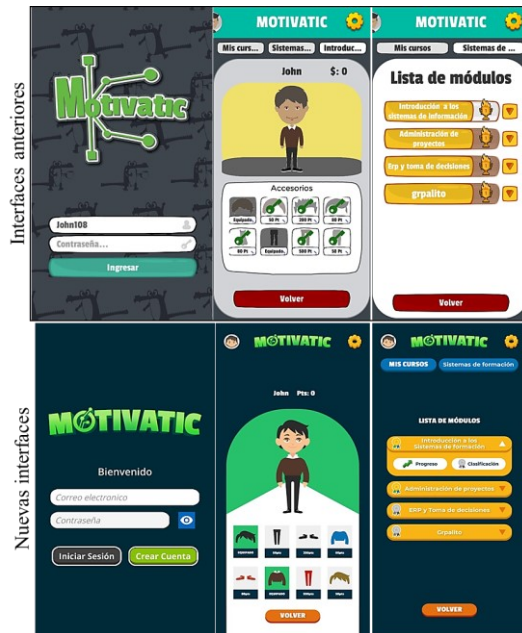 Interfaces anteriores
Motivatic
John108
Contraseña...
Ingresar
MOTIVATIC
Mis curs... Sistemas... Introduc...
John $: 0
Accesorios
Equipado
Equipado
Volver
MOTIVATIC
Mis cursos Sistemas de ...
Lista de módulos
Introducción a los
sistemas de información
Administración de
proyectos
Erp y toma de decisiones
grpalito
Volver
Nuevas interfaces
MOTIVATIC
Bienvenido
Correo electronico
Contraseña
Iniciar Sesión Crear Cuenta
MOTIVATIC
John Pts: 0
VOLVER
MOTIVATIC
MIS CURSOS Sistemas de formación
LISTA DE MÓDULOS
Introducción a los
Sistemas de formación
Progreso Clasificación
Administración de proyectos
ERP y Toma de decisiones
Grpalito
VOLVER